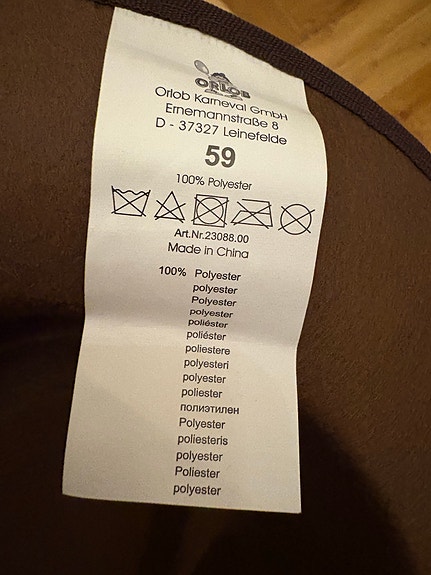 ORLOB
Orlob Karneval GmbH
Ernemannstraße 8
D - 37327 Leinefelde
59
100% Polyester
Art.Nr.23088.00
Made in China
100% Polyester
polyester
Polyester
polyester
poliéster
poliéster
poliestere
polyesteri
polyester
poliester
полиэтилен
Polyester
poliesteris
polyester
Poliester
polyester